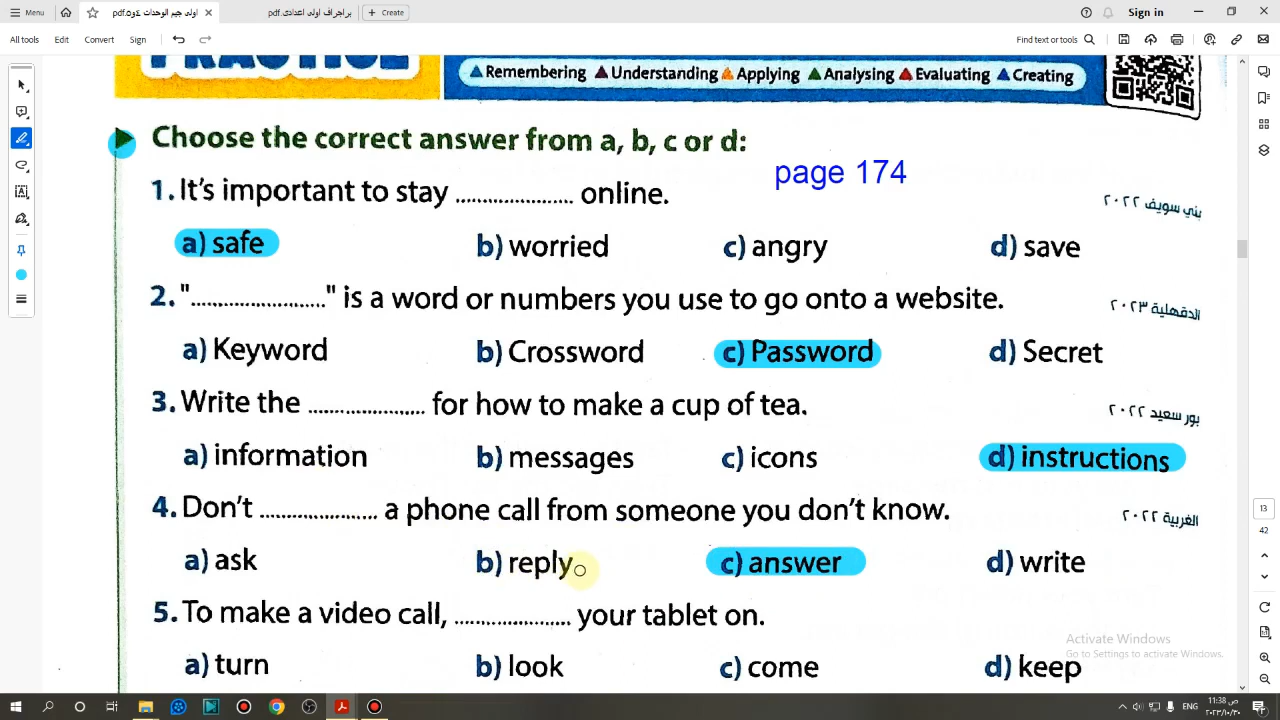 Menu
اولى جيم الوحدات ٤و٥.pdf
براجراف اولى اعدادى.pdf
+ Create
Sign in
All tools
Edit
Convert
Sign
Find text or tools
PRACTICE
Remembering Understanding Applying Analysing Evaluating Creating
Choose the correct answer from a, b, c or d:
page 174
1. It's important to stay ...................... online.
بني سويف ٢٠٢٢
a) safe b) worried c) angry d) save
2. "........................" is a word or numbers you use to go onto a website.
الدقهلية ٢٠٢٣
a) Keyword b) Crossword c) Password d) Secret
3. Write the ...................... for how to make a cup of tea.
بور سعيد ٢٠٢٢
a) information b) messages c) icons d) instructions
4. Don't ...................... a phone call from someone you don't know.
الغربية ٢٠٢٢
a) ask b) reply c) answer d) write
5. To make a video call, ...................... your tablet on.
a) turn b) look c) come d) keep
13
42
Activate Windows
Go to Settings to activate Windows.
ENG
11:38 ص
٢٠٢٣/١٠/٣٠